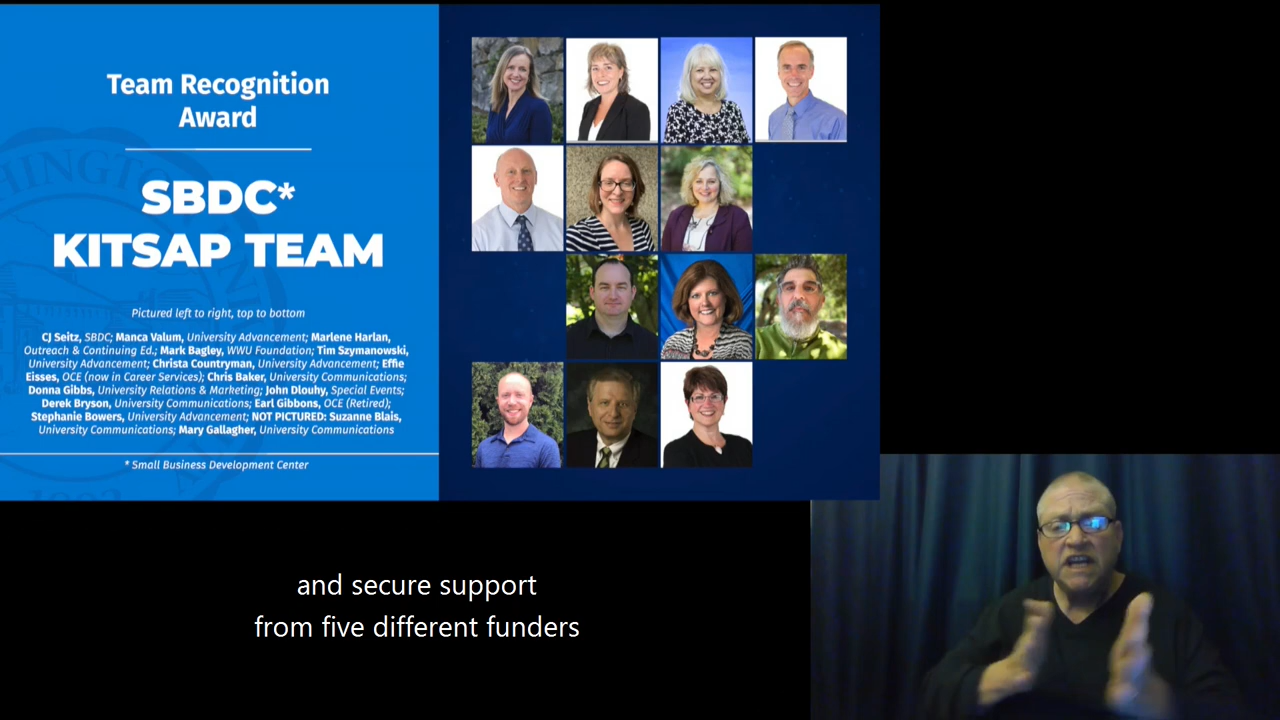 Team Recognition
Award
SBDC*
KITSAP TEAM
Pictured left to right, top to bottom
CJ Seitz, SBDC; Manca Valum, University Advancement; Marlene Harlan,
Outreach & Continuing Ed.; Mark Bagley, WWU Foundation; Tim Szymanowski,
University Advancement; Christa Countryman, University Advancement; Effie
Eisses, OCE (now in Career Services); Chris Baker, University Communications;
Donna Gibbs, University Relations & Marketing; John Dlouhy, Special Events;
Derek Bryson, University Communications; Earl Gibbons, OCE (Retired);
Stephanie Bowers, University Advancement; NOT PICTURED: Suzanne Blais,
University Communications; Mary Gallagher, University Communications
* Small Business Development Center
and secure support
from five different funders